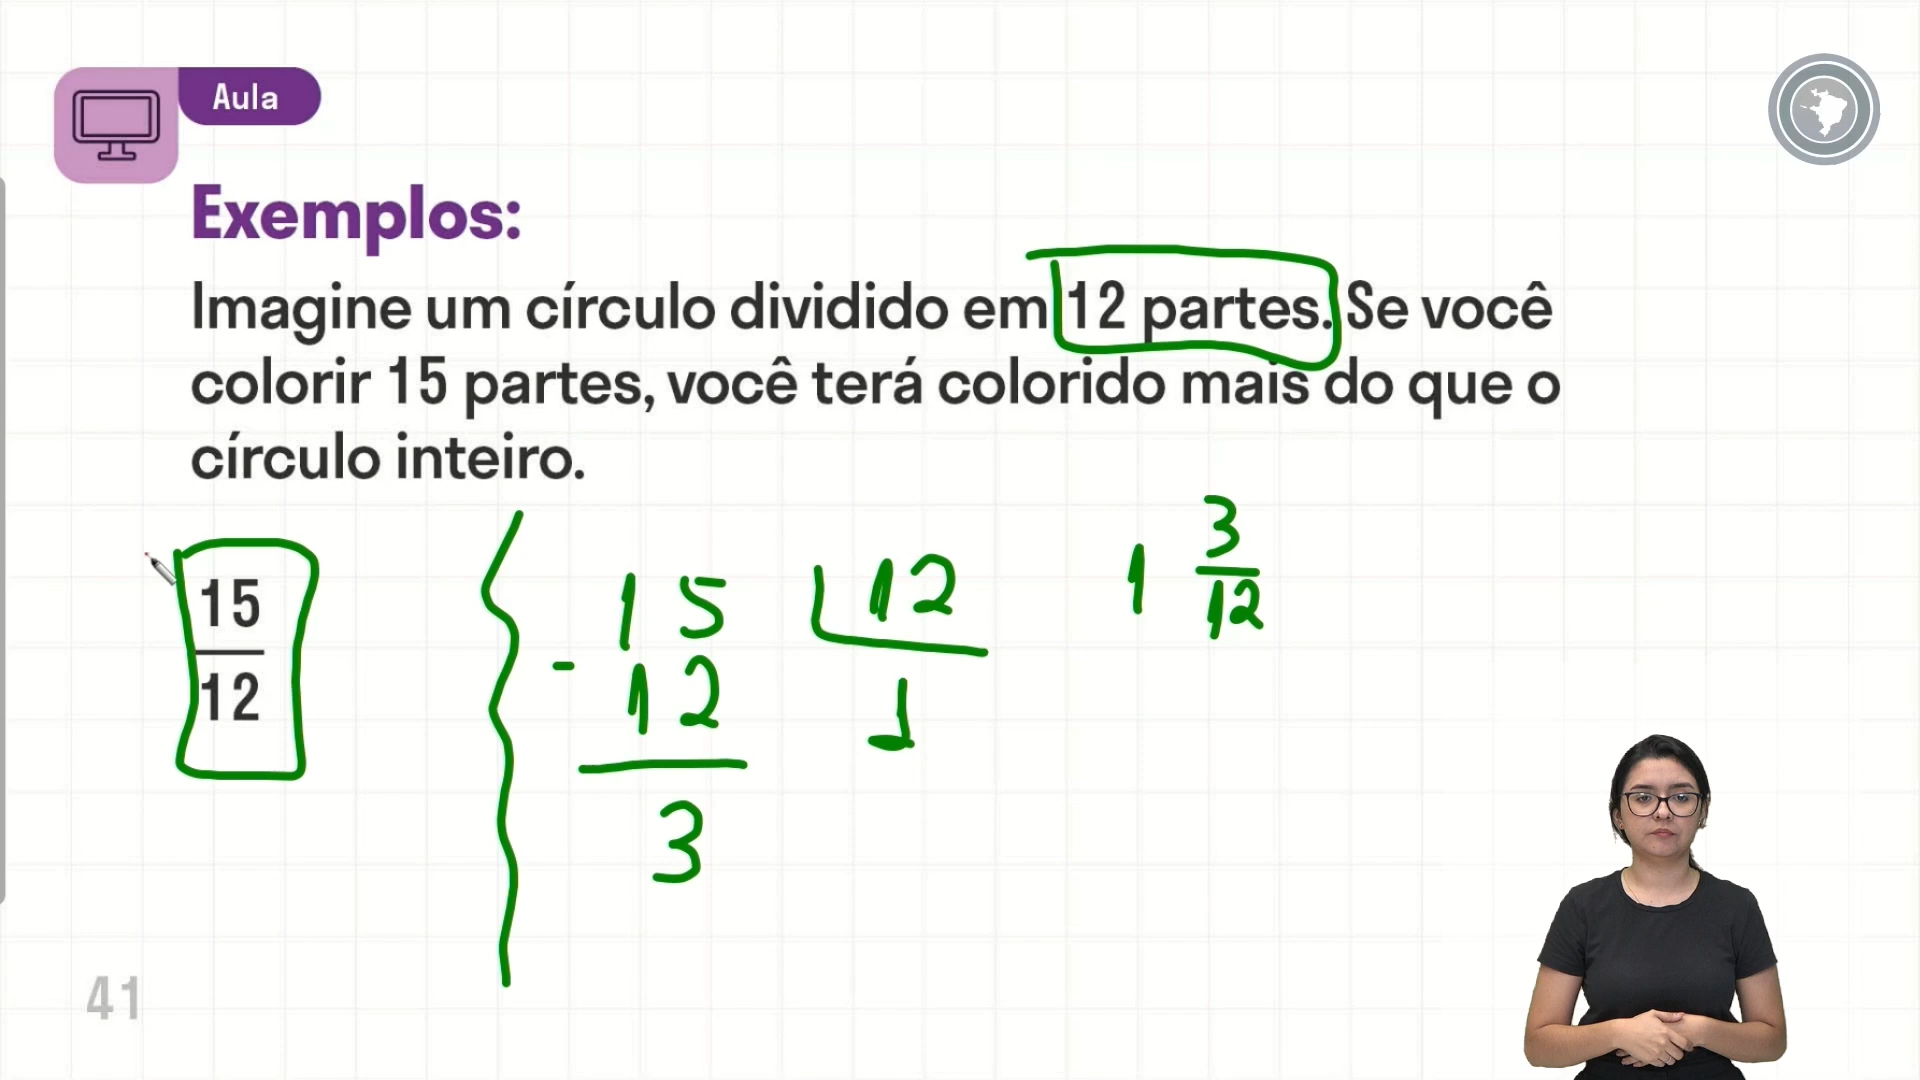 Aula
Exemplos:
Imagine um círculo dividido em 12 partes. Se você
colorir 15 partes, você terá colorido mais do que o
círculo inteiro.
15
12
15 12
- 12 1
3
1 3
12
41